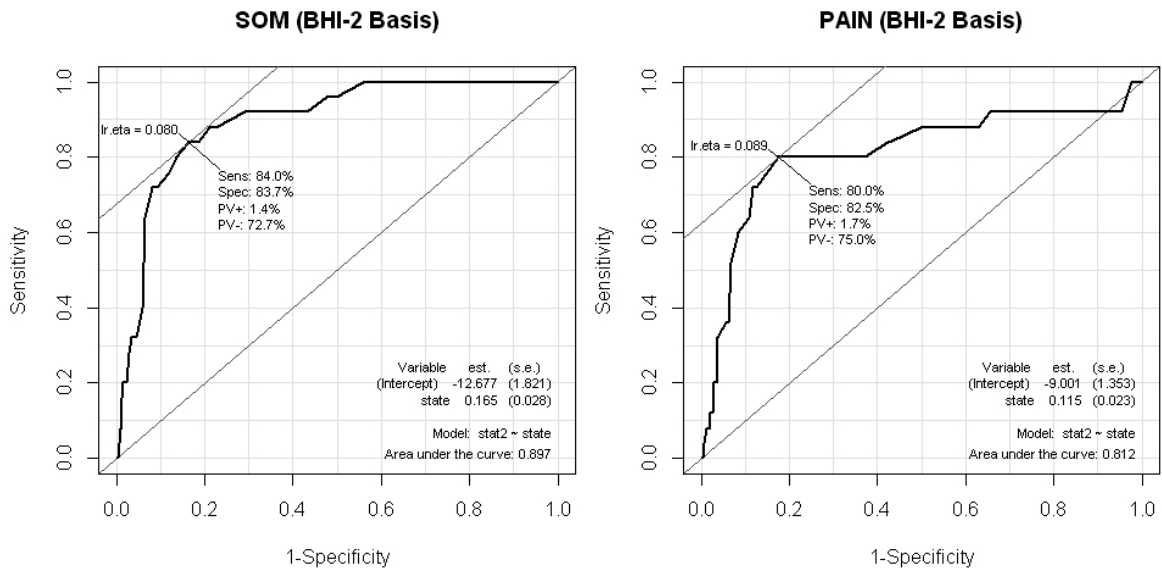 SOM (BHI-2 Basis)
1.0
0.8
0.6
0.4
0.2
0.0
Sensitivity
lr.eta = 0.080
Sens: 84.0%
Spec: 83.7%
PV+: 1.4%
PV-: 72.7%
Variable est. (s.e.)
(Intercept) -12.677 (1.821)
state 0.165 (0.028)
Model: stat2 ~ state
Area under the curve: 0.897
0.0 0.2 0.4 0.6 0.8 1.0
1-Specificity
PAIN (BHI-2 Basis)
1.0
0.8
0.6
0.4
0.2
0.0
Sensitivity
lr.eta = 0.089
Sens: 80.0%
Spec: 82.5%
PV+: 1.7%
PV-: 75.0%
Variable est. (s.e.)
(Intercept) -9.001 (1.353)
state 0.115 (0.023)
Model: stat2 ~ state
Area under the curve: 0.812
0.0 0.2 0.4 0.6 0.8 1.0
1-Specificity